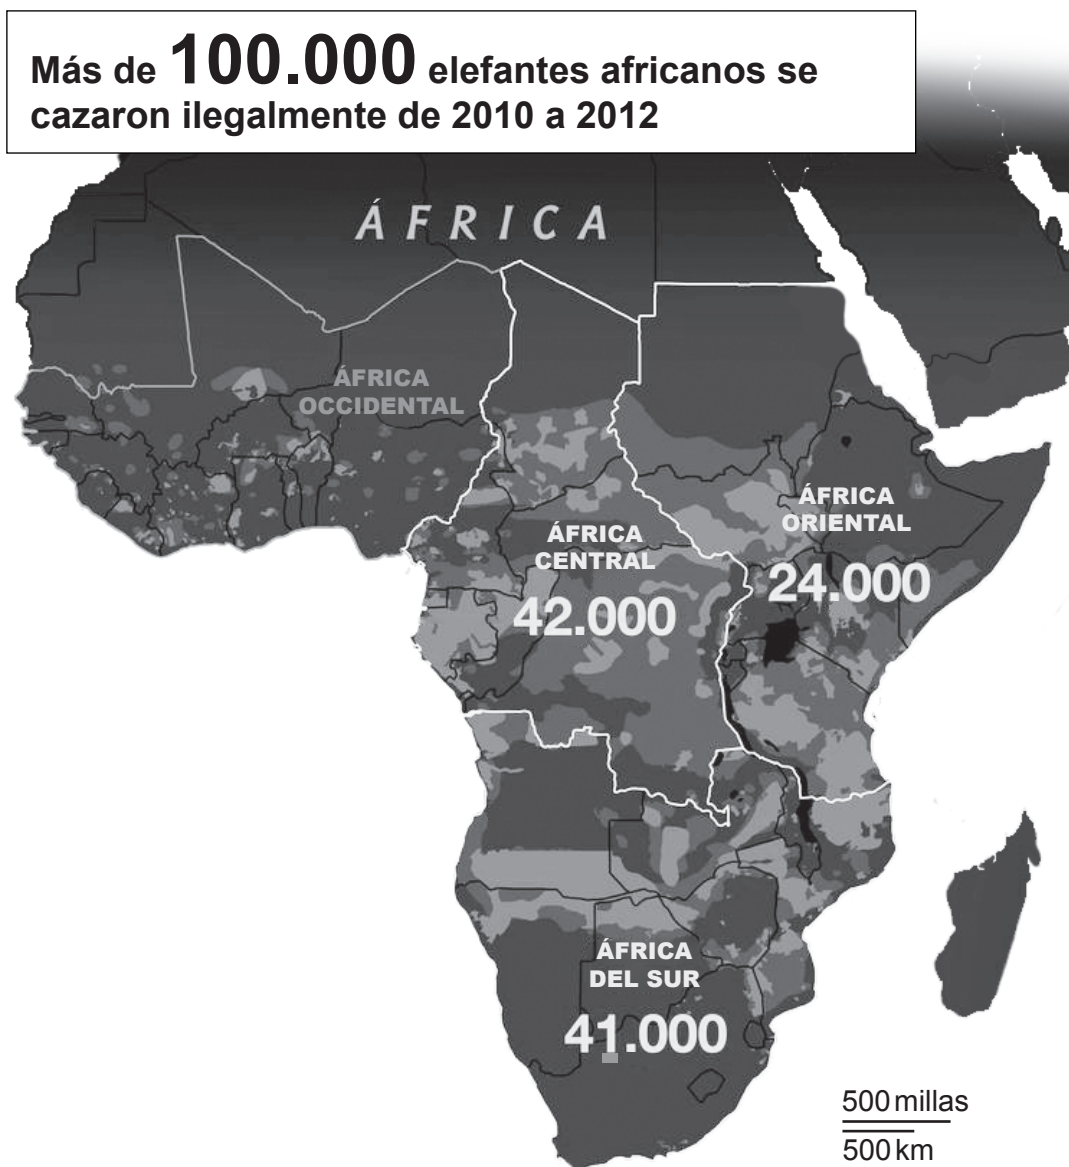 Más de 100.000 elefantes africanos se
cazaron ilegalmente de 2010 a 2012
ÁFRICA
ÁFRICA
OCCIDENTAL
ÁFRICA
ORIENTAL
24.000
ÁFRICA
CENTRAL
42.000
ÁFRICA
DEL SUR
41.000
500 millas
500 km